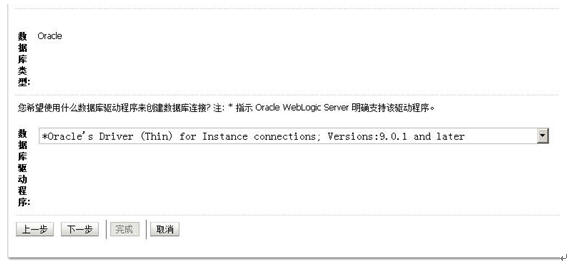 数据库类型: Oracle
您希望使用什么数据库驱动程序来创建数据库连接? 注: * 指示 Oracle WebLogic Server 明确支持该驱动程序。
数据库驱动程序: *Oracle's Driver (Thin) for Instance connections; Versions:9.0.1 and later
上一步 下一步 完成 取消